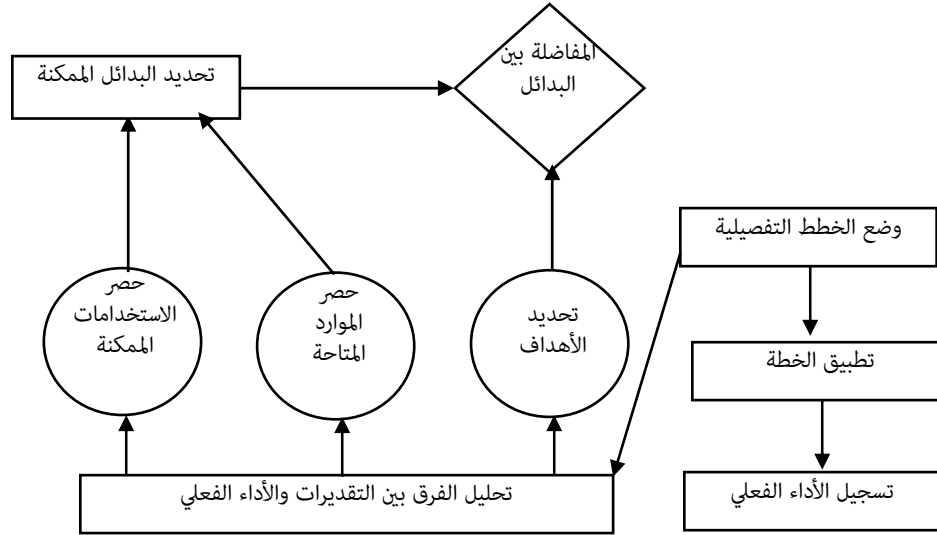 المفاضلة بين
البدائل
تحديد البدائل الممكنة
وضع الخطط التفصيلية
حصر
الاستخدامات
الممكنة
حصر
الموارد
المتاحة
تحديد
الأهداف
تطبيق الخطة
تسجيل الأداء الفعلي
تحليل الفرق بين التقديرات والأداء الفعلي